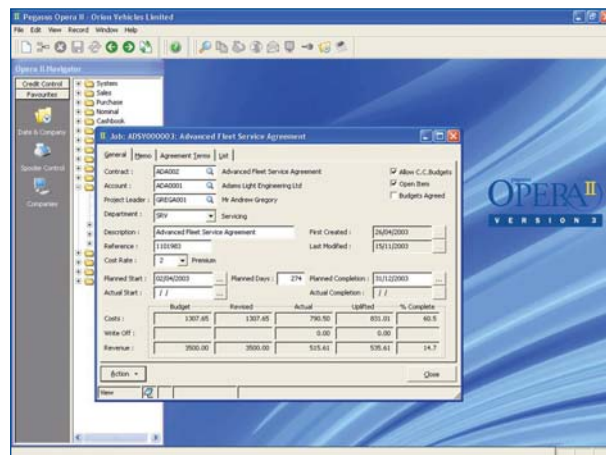 Pegasus Opera II - Orion Vehicles Limited
File Edit View Record Window Help
Opera II Navigator
Credit Control
Favourites
Date & Company
Spooler Control
Companies
System
Sales
Purchase
Nominal
Cashbook
Job: ADSY000003: Advanced Fleet Service Agreement
General Memo Agreement Terms List
Contract : ADA002 Advanced Fleet Service Agreement Allow C.C.Budgets
Account : ADA0001 Adams Light Engineering Ltd Open Item
Project Leader : GREGA001 Mr Andrew Gregory Budgets Agreed
Department : SRV Servicing
Description : Advanced Fleet Service Agreement First Created : 26/04/2003
Reference : 1101983 Last Modified : 15/11/2003
Cost Rate : 2 Premium
Planned Start : 02/04/2003 ... Planned Days : 274 Planned Completion : 31/12/2003 ...
Actual Start : / / ... Actual Completion : / / ...
Budget Revised Actual Uplifted % Complete
Costs : 1307.65 1307.65 790.50 831.01 60.5
Write Off : 0.00 0.00
Revenue : 3500.00 3500.00 515.61 535.61 14.7
Action Close
View
OPERA II
VERSION 3